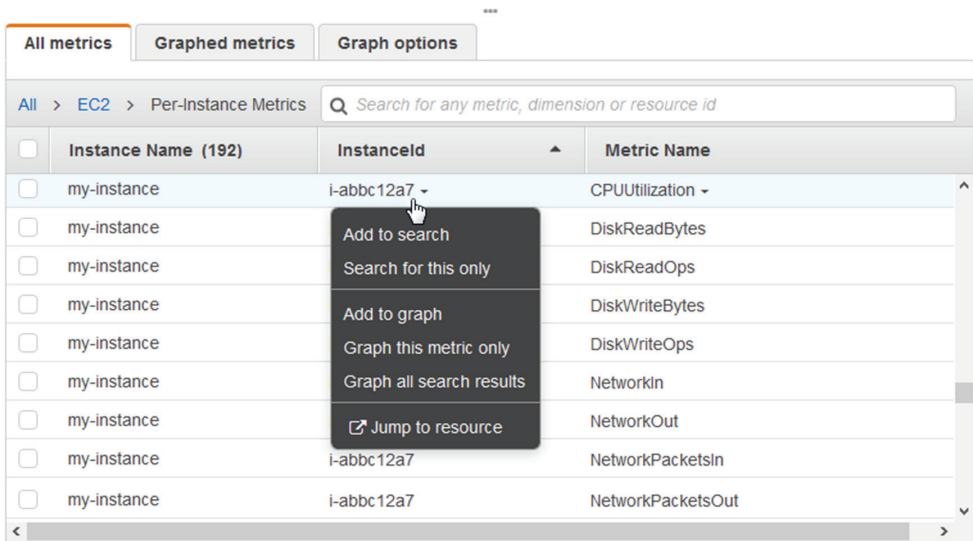 All metrics Graphed metrics Graph options
All > EC2 > Per-Instance Metrics Search for any metric, dimension or resource id
Instance Name (192) InstanceId Metric Name
my-instance i-abbc12a7 CPUUtilization
my-instance DiskReadBytes
my-instance DiskReadOps
my-instance DiskWriteBytes
my-instance DiskWriteOps
my-instance NetworkIn
my-instance NetworkOut
my-instance i-abbc12a7 NetworkPacketsIn
my-instance i-abbc12a7 NetworkPacketsOut
Add to search
Search for this only
Add to graph
Graph this metric only
Graph all search results
Jump to resource